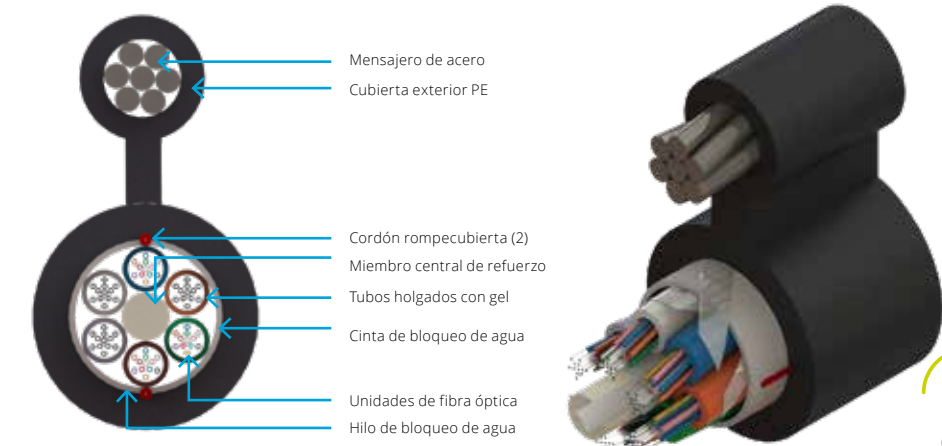 Mensajero de acero
Cubierta exterior PE
Cordón rompecubierta (2)
Miembro central de refuerzo
Tubos holgados con gel
Cinta de bloqueo de agua
Unidades de fibra óptica
Hilo de bloqueo de agua